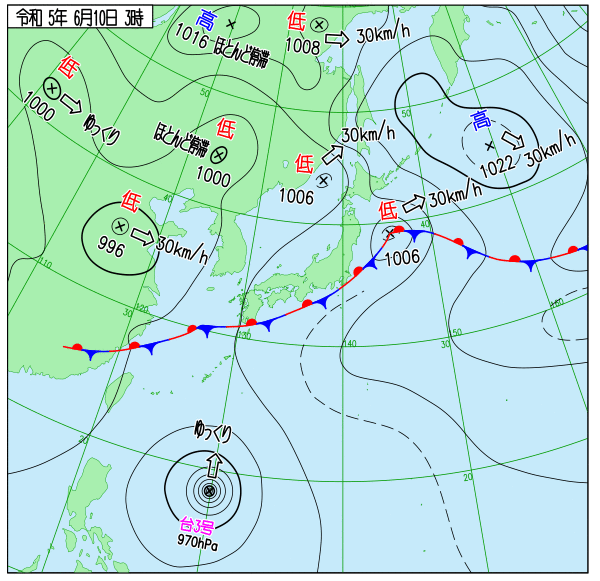 令和 5年 6月10日 3時
高
1016
ほとんど停滞
低
1008
30km/h
低
1000
ゆっくり
50
ほとんど停滞
低
1000
30km/h
低
1006
50
高
1022
30km/h
40
低
996
30km/h
低
30km/h
1006
40
110
120
30
130
140
30
150
160
20
20
ゆっくり
台3号
970hPa